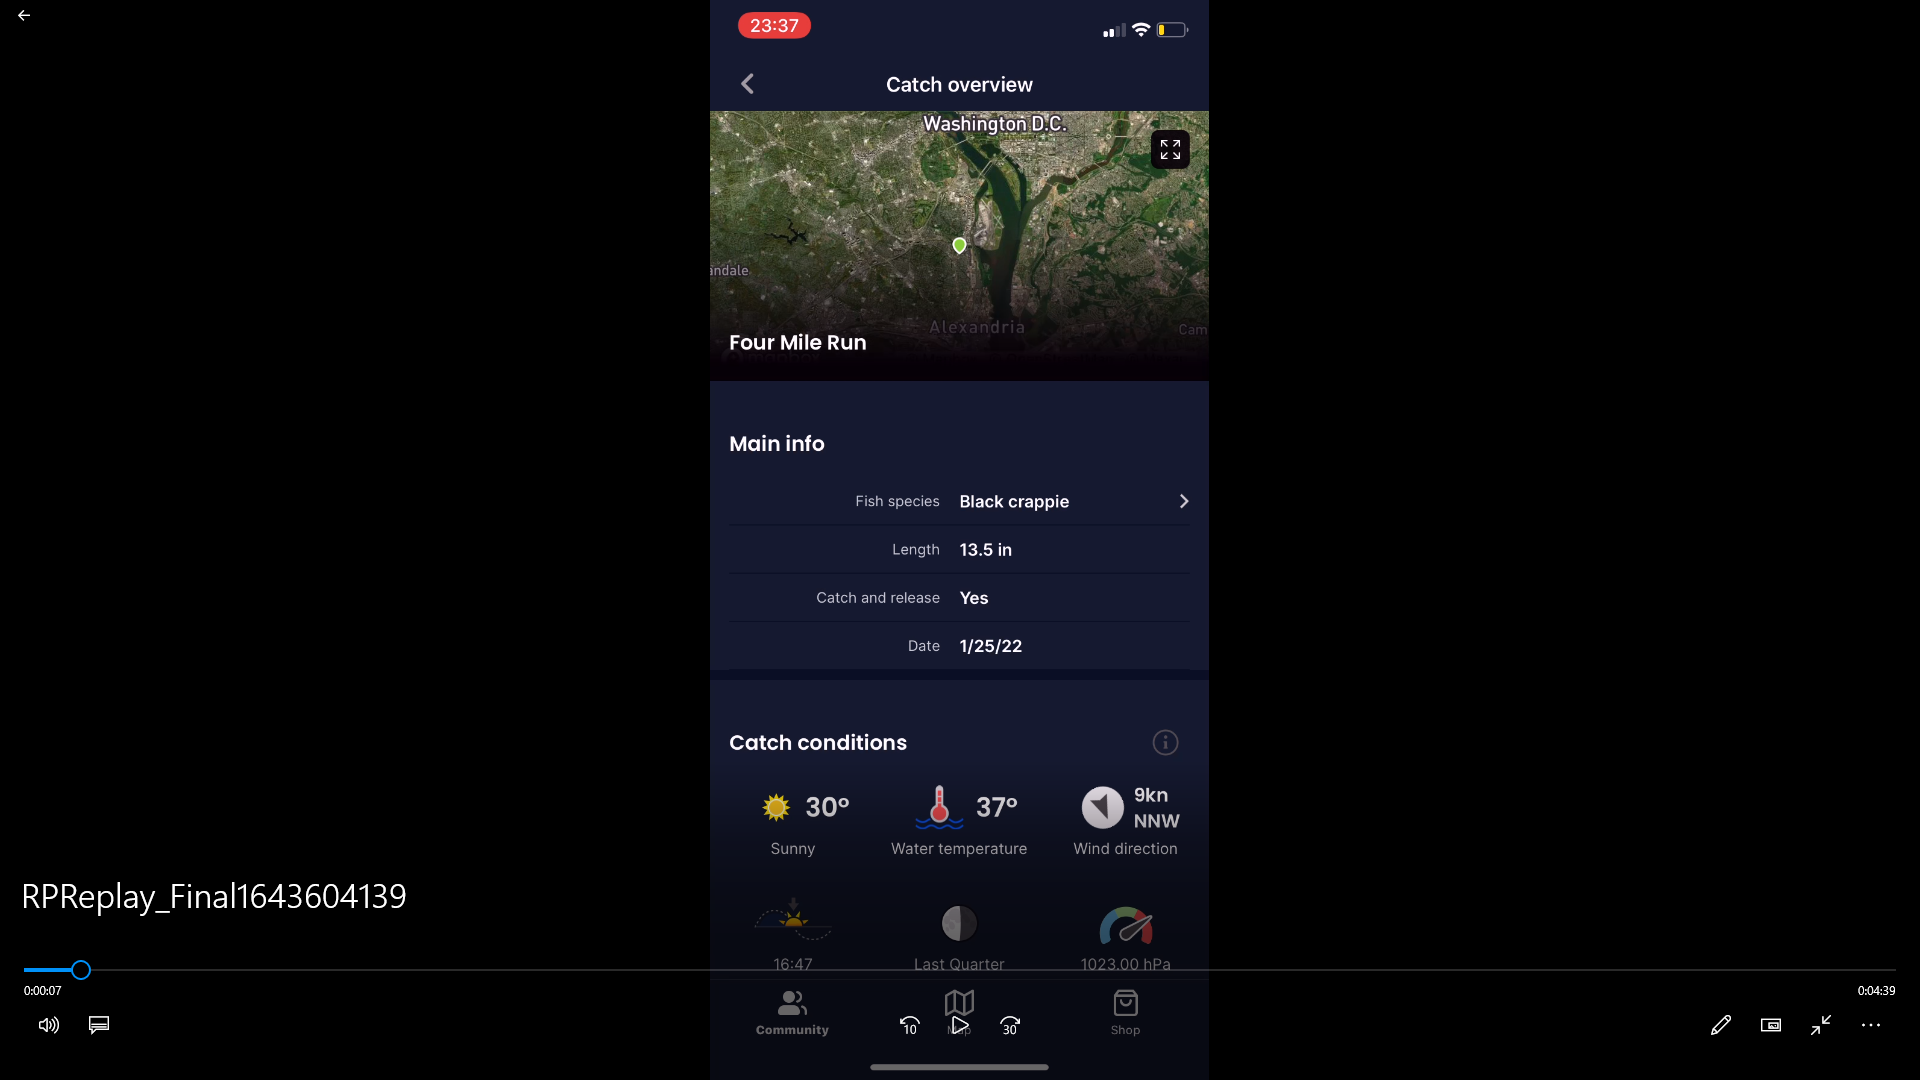 23:37
Catch overview
Washington D.C.
andale
Alexandria
Cam
Four Mile Run
Main info
Fish species Black crappie
Length 13.5 in
Catch and release Yes
Date 1/25/22
Catch conditions
30° 37° 9kn
NNW
Sunny Water temperature Wind direction
RPReplay_Final1643604139
16:47 Last Quarter 1023.00 hPa
0:00:07 0:04:39
10 30
Community Map Shop